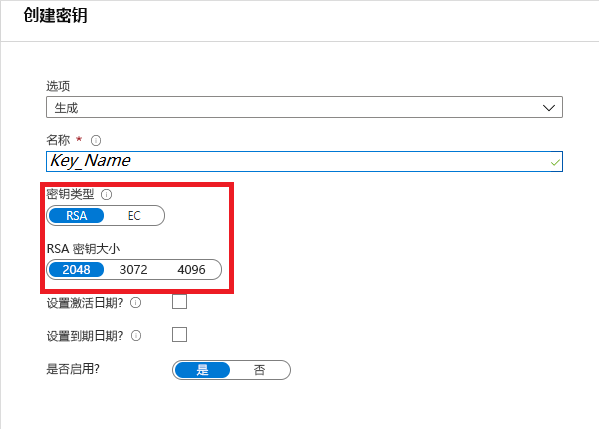 创建密钥
选项
生成
名称 *
Key_Name
密钥类型
RSA EC
RSA 密钥大小
2048 3072 4096
设置激活日期?
设置到期日期?
是否启用? 是 否